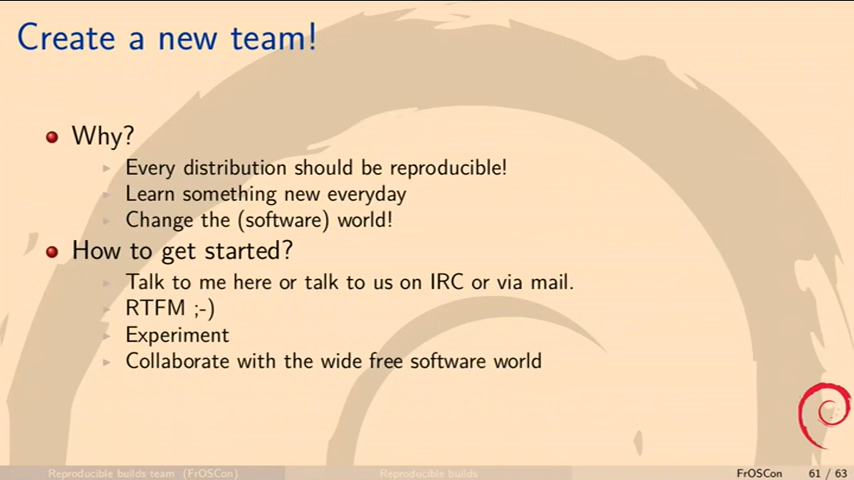 Create a new team!
Why?
Every distribution should be reproducible!
Learn something new everyday
Change the (software) world!
How to get started?
Talk to me here or talk to us on IRC or via mail.
RTFM ;-)
Experiment
Collaborate with the wide free software world
Reproducible builds team (FrOSCon)
Reproducible builds
FrOSCon
61 / 63